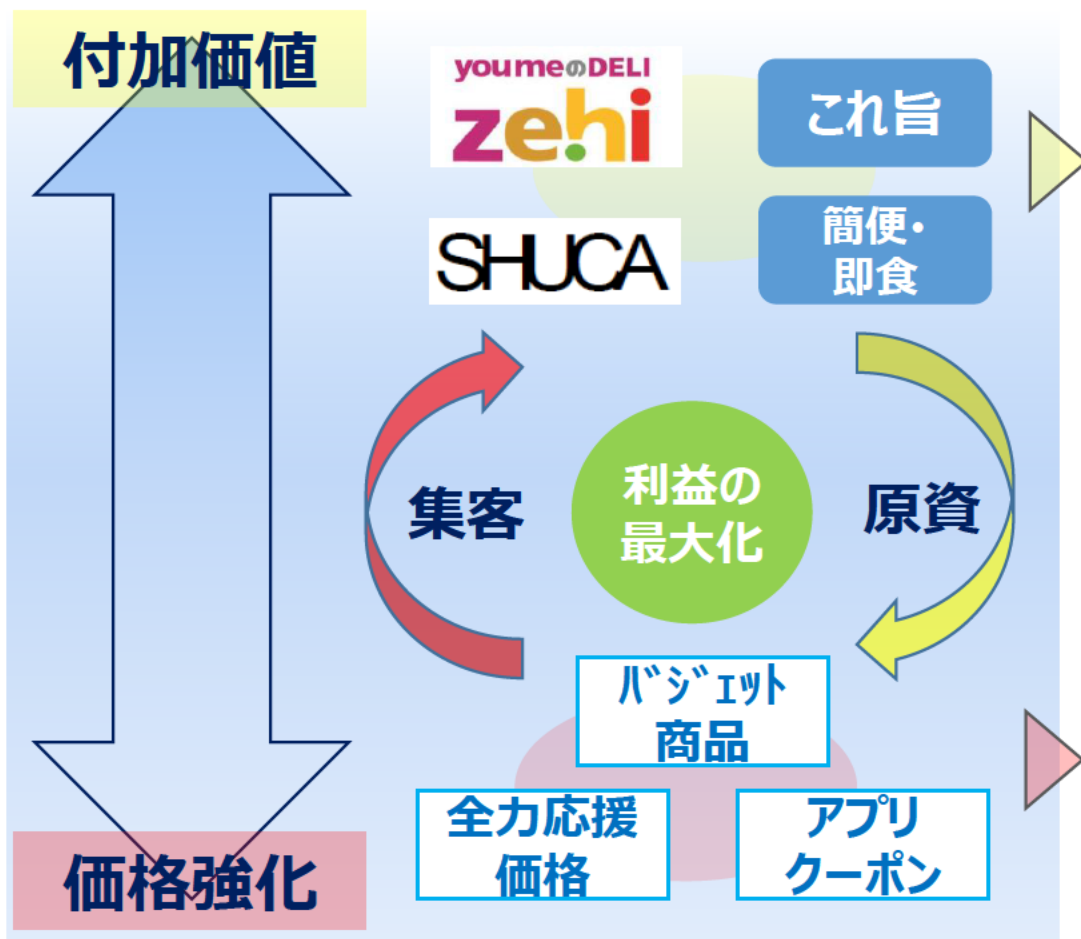 付加価値
youmeのDELI
zehi
これ旨
SHUCA
簡便・
即食
集客
利益の
最大化
原資
ﾊﾞｼﾞｪｯﾄ
商品
全力応援
価格
アプリ
クーポン
価格強化